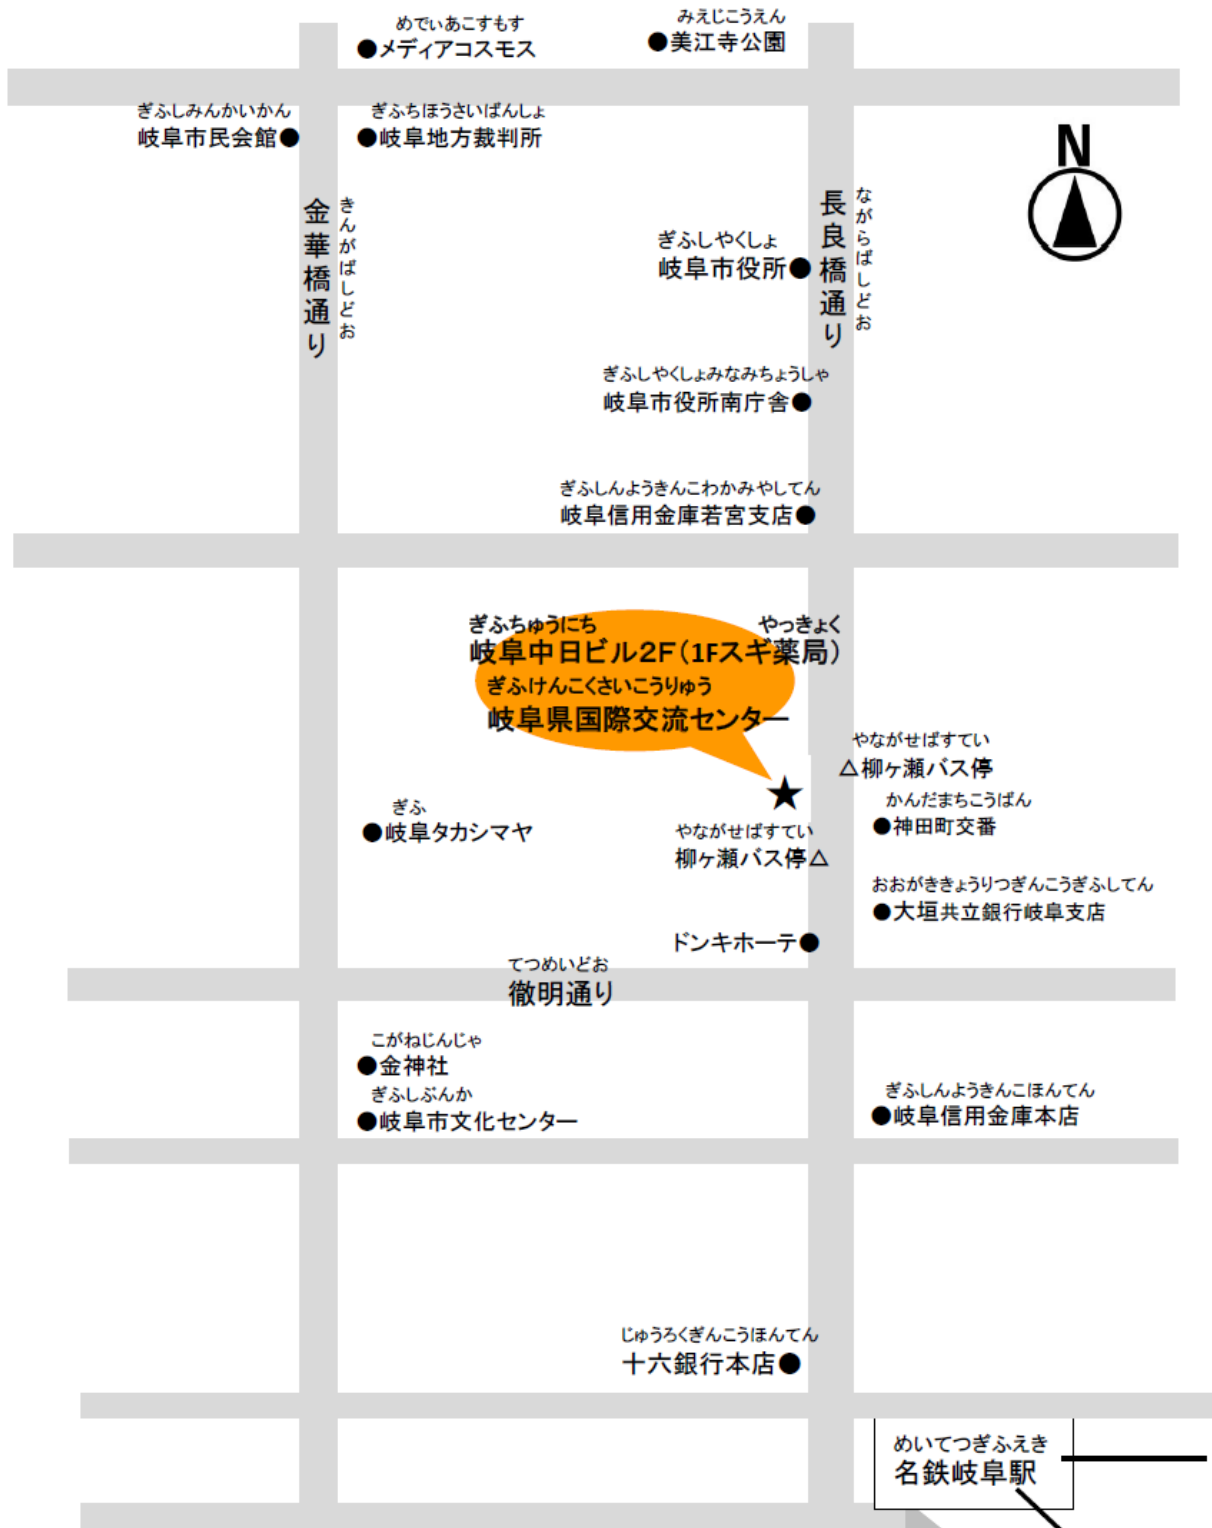 めでぃあこすもす
●メディアコスモス
みえじこうえん
●美江寺公園
ぎふしみんかいかん
岐阜市民会館●
ぎふちほうさいばんしょ
●岐阜地方裁判所
N
金華橋通り
きんがばしどお
長良橋通り
ながらばしどお
ぎふしやくしょ
岐阜市役所●
ぎふしやくしょみなみちょうしゃ
岐阜市役所南庁舎●
ぎふしんようきんこわかみやしてん
岐阜信用金庫若宮支店●
ぎふちゅうにち やっきょく
岐阜中日ビル2F(1Fスギ薬局)
ぎふけんこくさいこうりゅう
岐阜県国際交流センター
やながせばすてい
△柳ヶ瀬バス停
★
かんだまちこうばん
●神田町交番
ぎふ
●岐阜タカシマヤ
やながせばすてい
柳ヶ瀬バス停△
おおがききょうりつぎんこうぎふしてん
●大垣共立銀行岐阜支店
ドンキホーテ●
てつめいどお
徹明通り
こがねじんじゃ
●金神社
ぎふしぶんか
●岐阜市文化センター
ぎふしんようきんこほんてん
●岐阜信用金庫本店
じゅうろくぎんこうほんてん
十六銀行本店●
めいてつぎふえき
名鉄岐阜駅